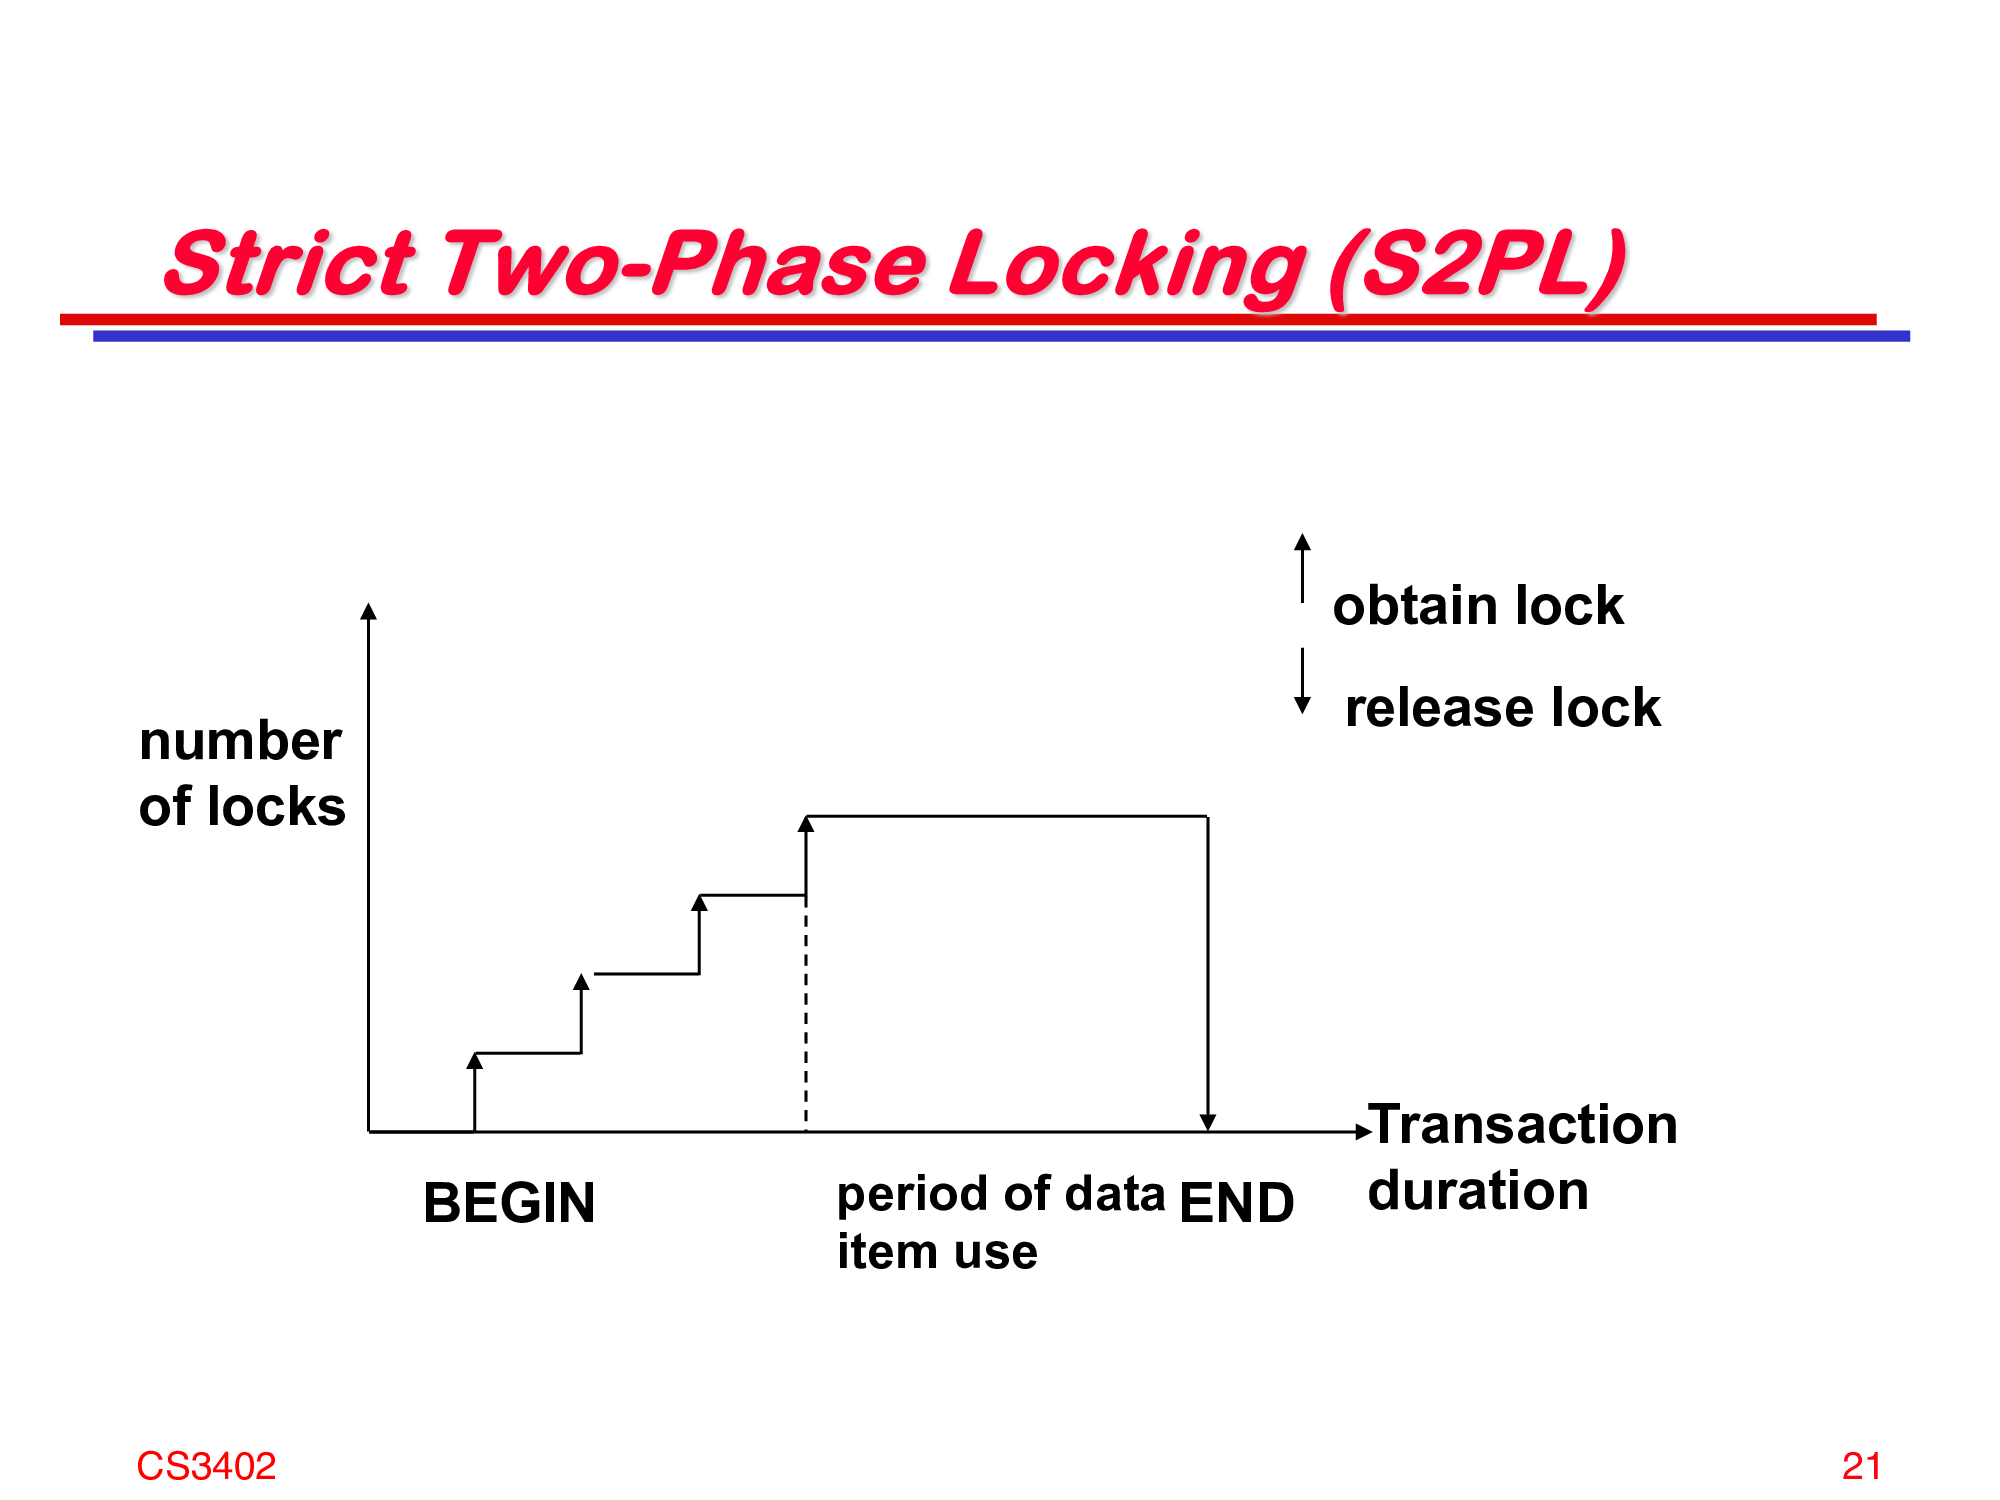 Strict Two-Phase Locking (S2PL)
obtain lock
release lock
number
of locks
Transaction
duration
BEGIN
period of data
item use
END
CS3402
21